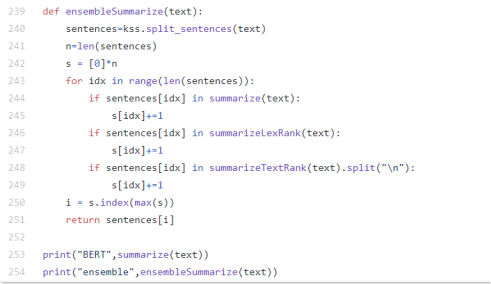 239 def ensembleSummarize(text):
240     sentences=kss.split_sentences(text)
241     n=len(sentences)
242     s = [0]*n
243     for idx in range(len(sentences)):
244         if sentences[idx] in summarize(text):
245             s[idx]+=1
246         if sentences[idx] in summarizeLexRank(text):
247             s[idx]+=1
248         if sentences[idx] in summarizeTextRank(text).split("\n"):
249             s[idx]+=1
250     i = s.index(max(s))
251     return sentences[i]
252
253 print("BERT",summarize(text))
254 print("ensemble",ensembleSummarize(text))